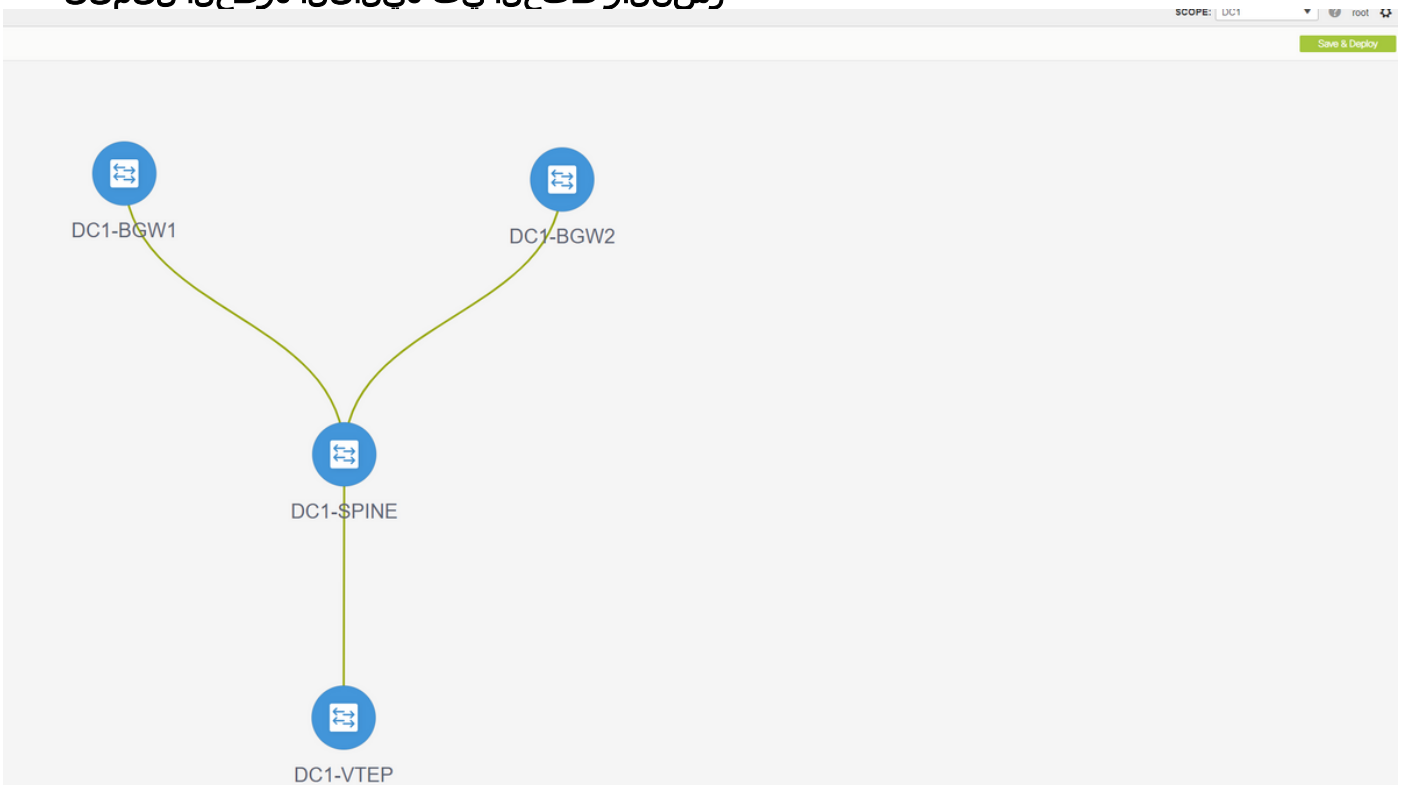 SCOPE: DC1 root
Save & Deploy
DC1-BGW1
DC1-BGW2
DC1-SPINE
DC1-VTEP